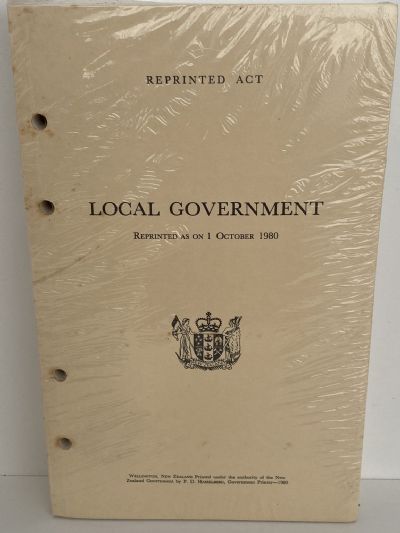 REPRINTED ACT
LOCAL GOVERNMENT
REPRINTED AS ON 1 OCTOBER 1980
WELLINGTON, NEW ZEALAND Printed under the authority of the New
Zealand Government by P. D. HASSELBERG, Government Printer—1980